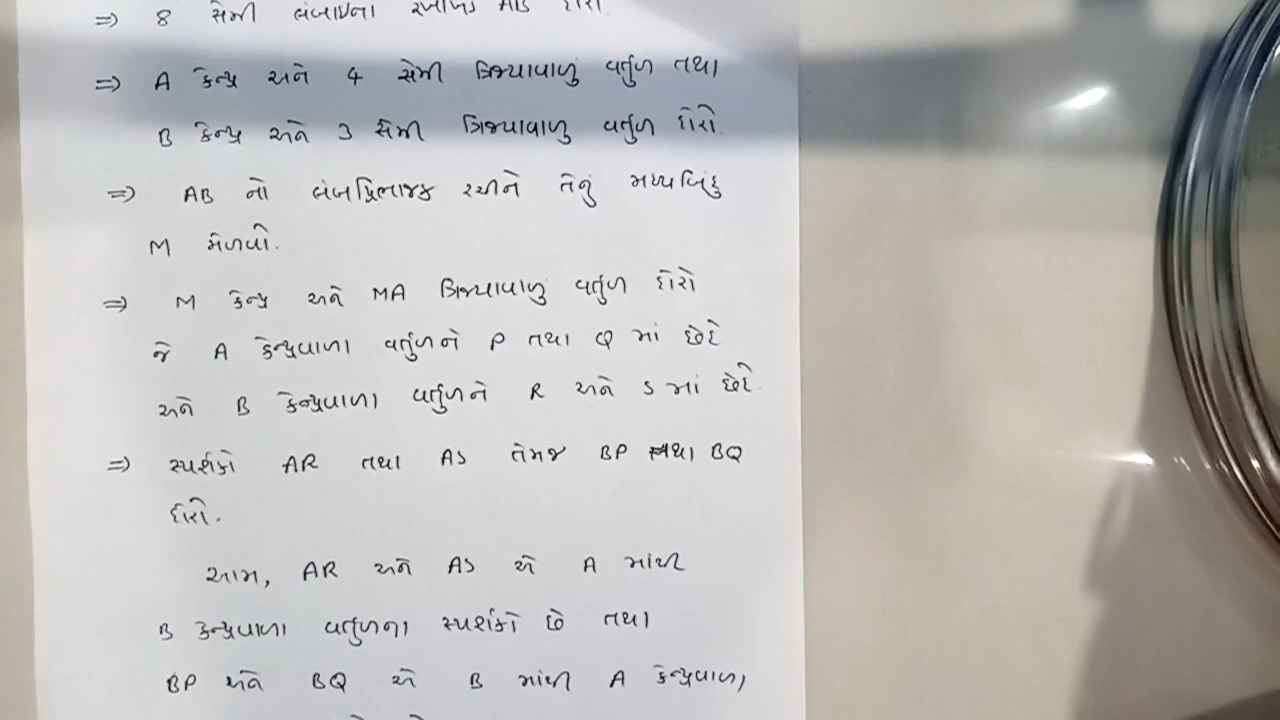 ⇒ 8 સેમી લંબાઈના રેખાખંડ AB દોરો.
⇒ A કેન્દ્ર અને 4 સેમી ત્રિજ્યાવાળું વર્તુળ તથા
B કેન્દ્ર અને 3 સેમી ત્રિજ્યાવાળુ વર્તુળ દોરો.
⇒ AB નો લંબદ્વિભાજક રચીને તેનું મધ્યબિંદુ
M મેળવો.
⇒ M કેન્દ્ર અને MA ત્રિજ્યાવાળુ વર્તુળ દોરો
જે A કેન્દ્રવાળા વર્તુળને P તથા Q માં છેદે
અને B કેન્દ્રવાળા વર્તુળને R અને S માં છેદે.
⇒ સ્પર્શકો AR તથા AS તેમજ BP તથા BQ
દોરો.
આમ, AR અને AS એ A માંથી
B કેન્દ્રવાળા વર્તુળના સ્પર્શકો છે તથા
BP અને BQ એ B માંથી A કેન્દ્રવાળા